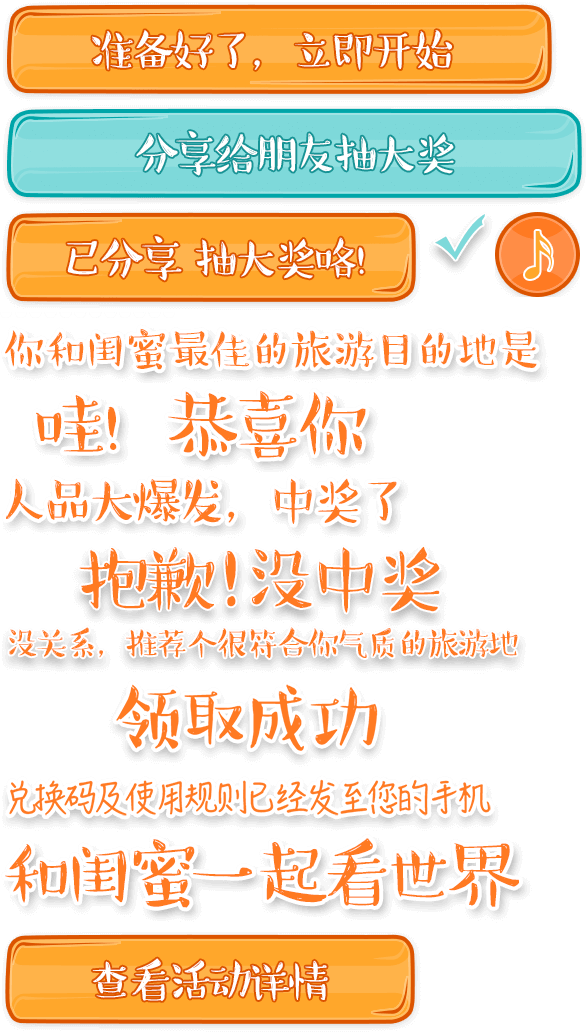 准备好了，立即开始
分享给朋友抽大奖
已分享 抽大奖咯!
你和闺蜜最佳的旅游目的地是
哇! 恭喜你
人品大爆发，中奖了
抱歉!没中奖
没关系，推荐个很符合你气质的旅游地
领取成功
兑换码及使用规则已经发至您的手机
和闺蜜一起看世界
查看活动详情